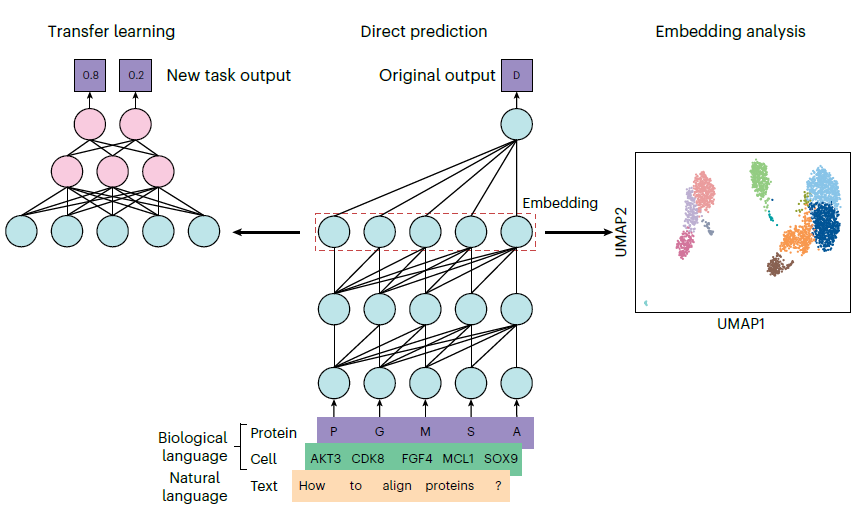 Transfer learning
Direct prediction
Embedding analysis
0.8 0.2 New task output
Original output D
Embedding
UMAP2
UMAP1
Biological
language
Protein P G M S A
Cell AKT3 CDK8 FGF4 MCL1 SOX9
Natural
language
Text How to align proteins ?